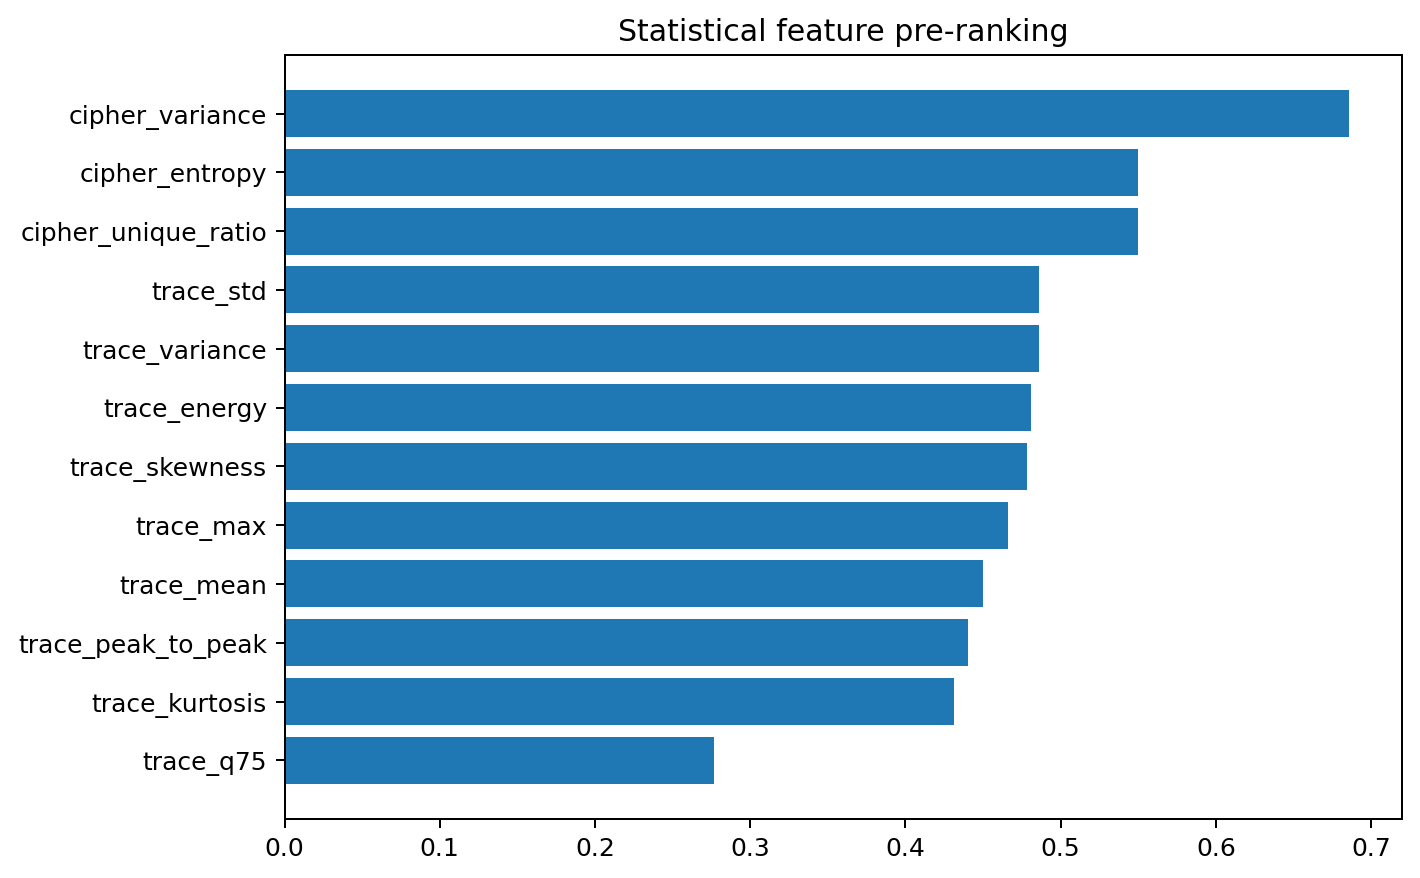 Statistical feature pre-ranking
cipher_variance
cipher_entropy
cipher_unique_ratio
trace_std
trace_variance
trace_energy
trace_skewness
trace_max
trace_mean
trace_peak_to_peak
trace_kurtosis
trace_q75
0.0 0.1 0.2 0.3 0.4 0.5 0.6 0.7